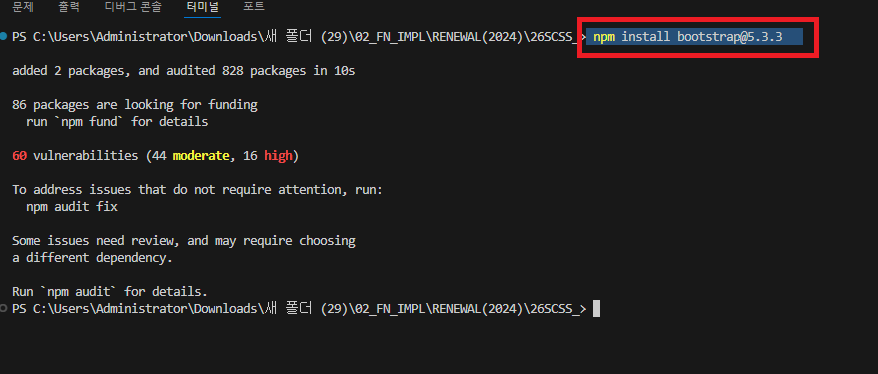 문제 출력 디버그 콘솔 터미널 포트
PS C:\Users\Administrator\Downloads\새 폴더 (29)\02_FN_IMPL\RENEWAL(2024)\26SCSS_> npm install bootstrap@5.3.3
added 2 packages, and audited 828 packages in 10s
86 packages are looking for funding
run `npm fund` for details
60 vulnerabilities (44 moderate, 16 high)
To address issues that do not require attention, run:
npm audit fix
Some issues need review, and may require choosing
a different dependency.
Run `npm audit` for details.
PS C:\Users\Administrator\Downloads\새 폴더 (29)\02_FN_IMPL\RENEWAL(2024)\26SCSS_>